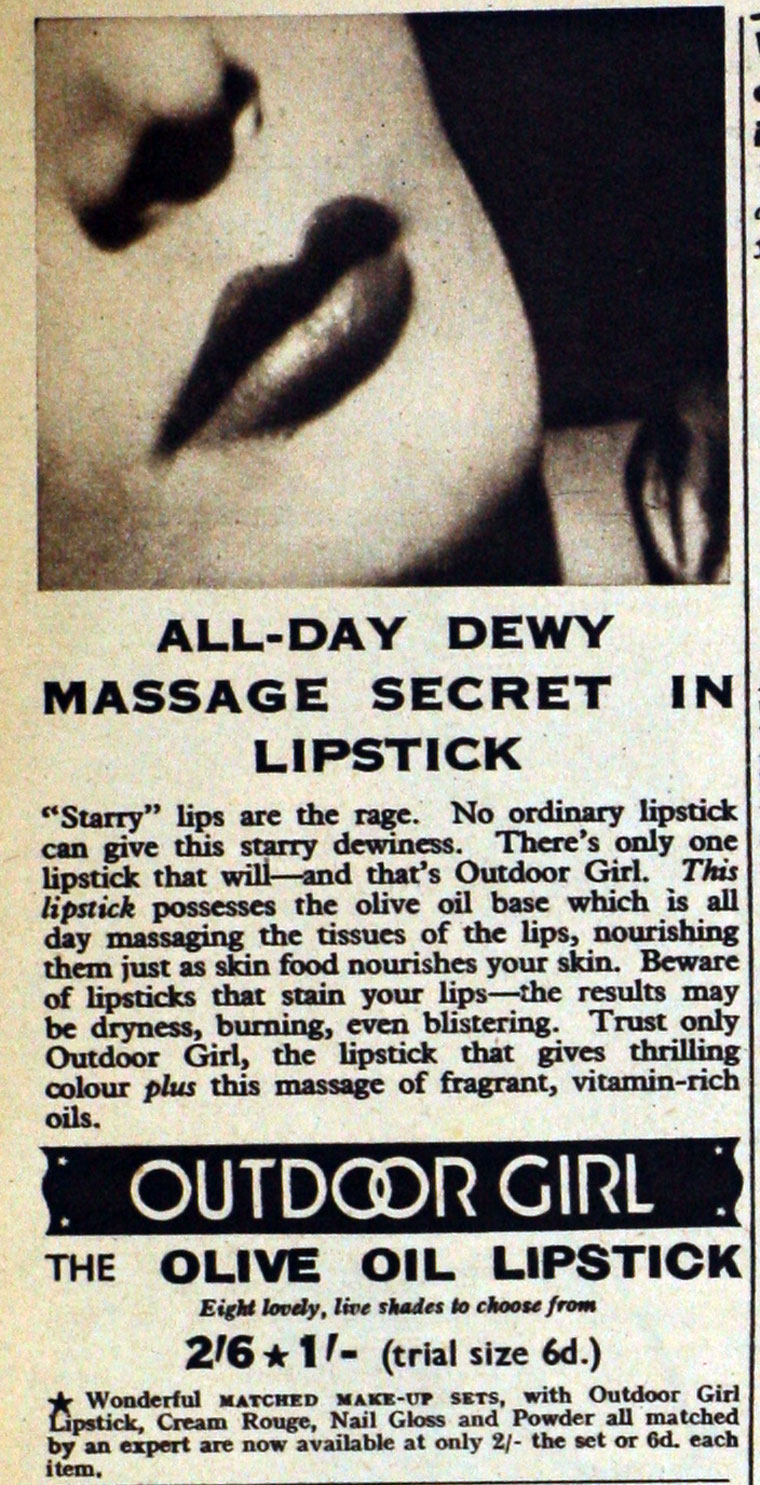 ALL-DAY DEWY
MASSAGE SECRET IN
LIPSTICK
“Starry” lips are the rage. No ordinary lipstick
can give this starry dewiness. There’s only one
lipstick that will—and that’s Outdoor Girl. This
lipstick possesses the olive oil base which is all
day massaging the tissues of the lips, nourishing
them just as skin food nourishes your skin. Beware
of lipsticks that stain your lips—the results may
be dryness, burning, even blistering. Trust only
Outdoor Girl, the lipstick that gives thrilling
colour plus this massage of fragrant, vitamin-rich
oils.
OUTDOOR GIRL
THE OLIVE OIL LIPSTICK
Eight lovely, live shades to choose from
2/6 ★ 1/- (trial size 6d.)
★ Wonderful MATCHED MAKE-UP SETS, with Outdoor Girl
Lipstick, Cream Rouge, Nail Gloss and Powder all matched
by an expert are now available at only 2/- the set or 6d. each
item.